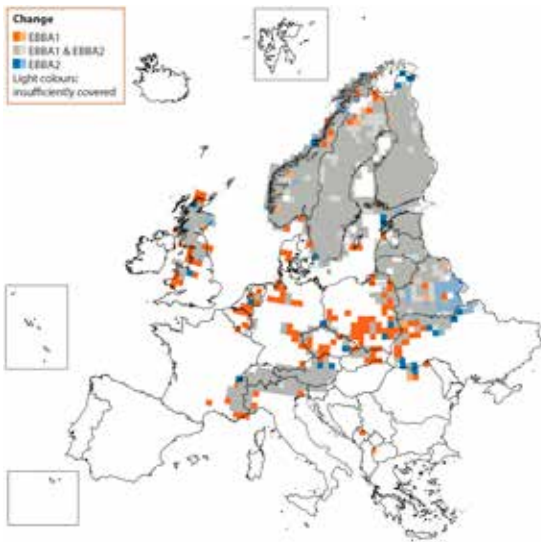 Change
EBBA1
EBBA1 & EBBA2
EBBA2
Light colours:
insufficiently covered